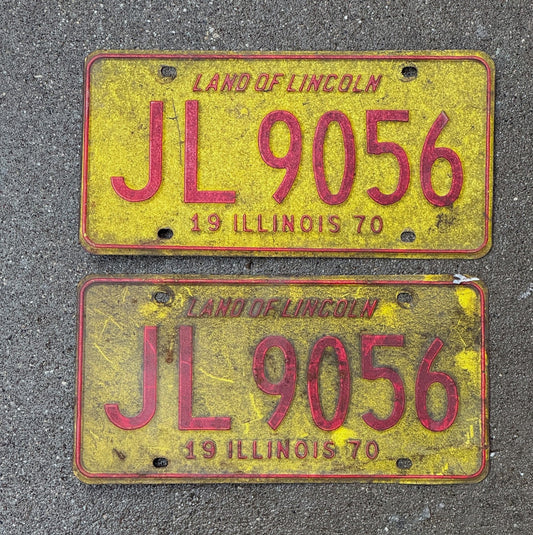 LAND OF LINCOLN
JL 9056
19 ILLINOIS 70
LAND OF LINCOLN
JL 9056
19 ILLINOIS 70